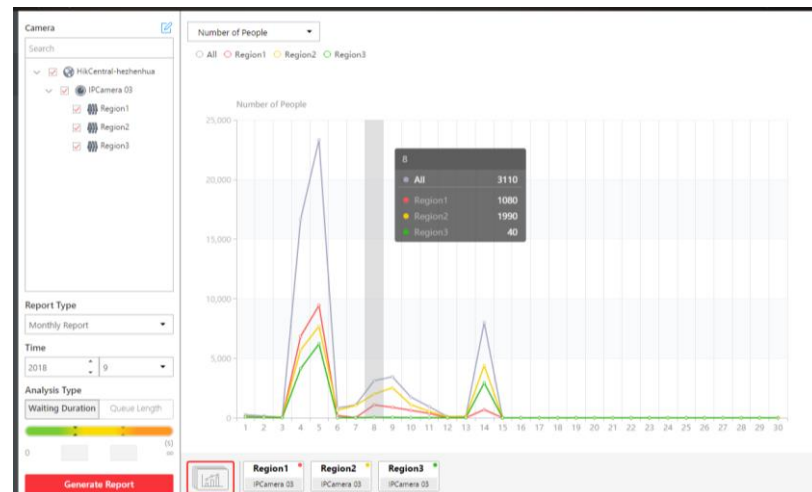 Camera
Search
HikCentral-hezhenhua
IPCamera 03
Region1
Region2
Region3
Report Type
Monthly Report
Time
2018 9
Analysis Type
Waiting Duration Queue Length
(s)
0 ∞
Generate Report
Number of People
All Region1 Region2 Region3
Number of People
25,000
20,000
15,000
10,000
5,000
0
1 2 3 4 5 6 7 8 9 10 11 12 13 14 15 16 17 18 19 20 21 22 23 24 25 26 27 28 29 30
8
All 3110
Region1 1080
Region2 1990
Region3 40
Region1 Region2 Region3
IPCamera 03 IPCamera 03 IPCamera 03